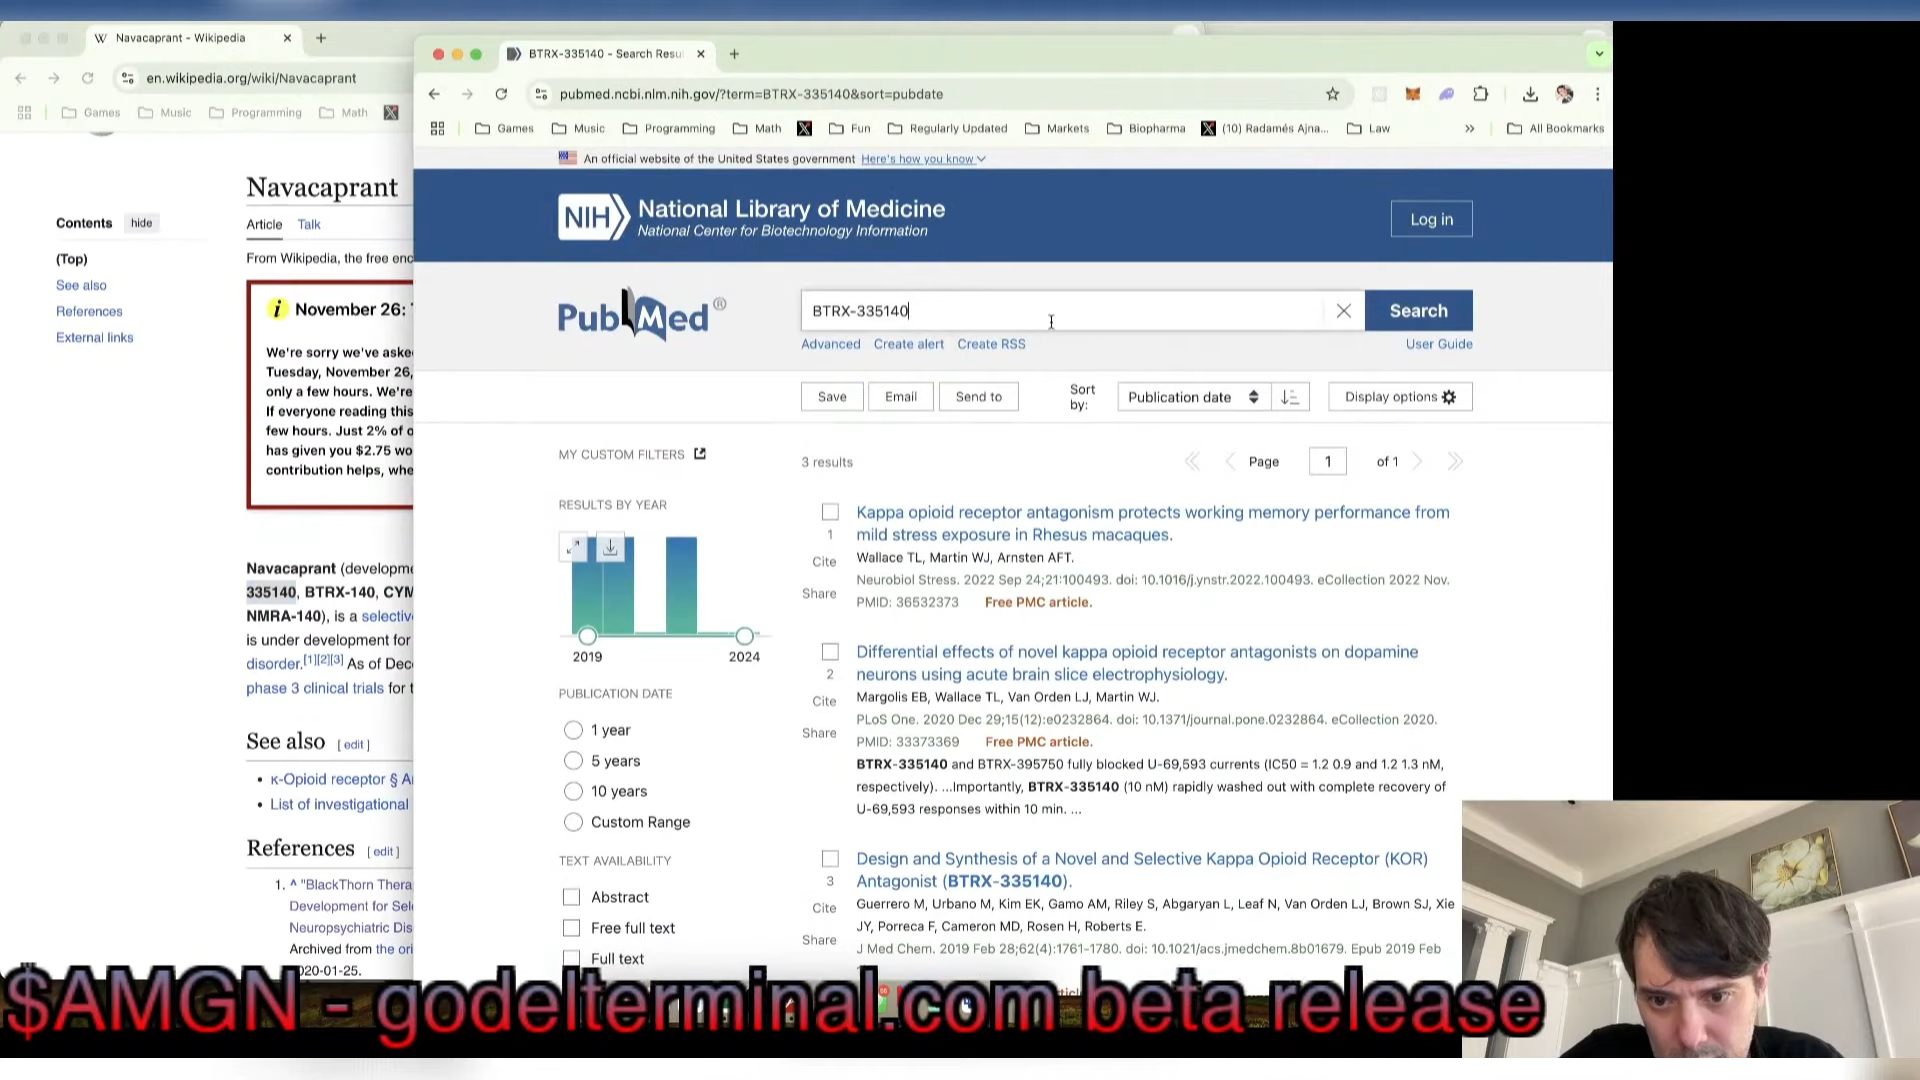 Navacaprant - Wikipedia
en.wikipedia.org/wiki/Navacaprant
Games
Music
Programming
Math
Contents
hide
(Top)
See also
References
External links
Navacaprant
Article
Talk
From Wikipedia, the free enc
November 26:
We're sorry we've aske
Tuesday, November 26,
only a few hours. We're
If everyone reading this
few hours. Just 2% of o
has given you $2.75 wo
contribution helps, whe
Navacaprant (developme
335140, BTRX-140, CYM
NMRA-140), is a selectiv
is under development for
disorder.[1][2][3] As of Dec
phase 3 clinical trials for t
See also [ edit ]
• κ-Opioid receptor § A
• List of investigational
References [ edit ]
1. ^ "BlackThorn Thera
Development for Sel
Neuropsychiatric Dis
Archived from the ori
2020-01-25.
BTRX-335140 - Search Resu
pubmed.ncbi.nlm.nih.gov/?term=BTRX-335140&sort=pubdate
Games
Music
Programming
Math
Fun
Regularly Updated
Markets
Biopharma
(10) Radamés Ajna...
Law
»
All Bookmarks
An official website of the United States government Here's how you know
NIH
National Library of Medicine
National Center for Biotechnology Information
Log in
PubMed®
BTRX-335140
Search
Advanced
Create alert
Create RSS
User Guide
Save
Email
Send to
Sort by:
Publication date
Display options
MY CUSTOM FILTERS
3 results
Page
1
of 1
RESULTS BY YEAR
2019
2024
PUBLICATION DATE
1 year
5 years
10 years
Custom Range
TEXT AVAILABILITY
Abstract
Free full text
Full text
1
Cite
Share
Kappa opioid receptor antagonism protects working memory performance from
mild stress exposure in Rhesus macaques.
Wallace TL, Martin WJ, Arnsten AFT.
Neurobiol Stress. 2022 Sep 24;21:100493. doi: 10.1016/j.ynstr.2022.100493. eCollection 2022 Nov.
PMID: 36532373 Free PMC article.
2
Cite
Share
Differential effects of novel kappa opioid receptor antagonists on dopamine
neurons using acute brain slice electrophysiology.
Margolis EB, Wallace TL, Van Orden LJ, Martin WJ.
PLoS One. 2020 Dec 29;15(12):e0232864. doi: 10.1371/journal.pone.0232864. eCollection 2020.
PMID: 33373369 Free PMC article.
BTRX-335140 and BTRX-395750 fully blocked U-69,593 currents (IC50 = 1.2 0.9 and 1.2 1.3 nM,
respectively). ...Importantly, BTRX-335140 (10 nM) rapidly washed out with complete recovery of
U-69,593 responses within 10 min. ...
3
Cite
Share
Design and Synthesis of a Novel and Selective Kappa Opioid Receptor (KOR)
Antagonist (BTRX-335140).
Guerrero M, Urbano M, Kim EK, Gamo AM, Riley S, Abgaryan L, Leaf N, Van Orden LJ, Brown SJ, Xie
JY, Porreca F, Cameron MD, Rosen H, Roberts E.
J Med Chem. 2019 Feb 28;62(4):1761-1780. doi: 10.1021/acs.jmedchem.8b01679. Epub 2019 Feb
$AMGN - godelterminal.com beta release